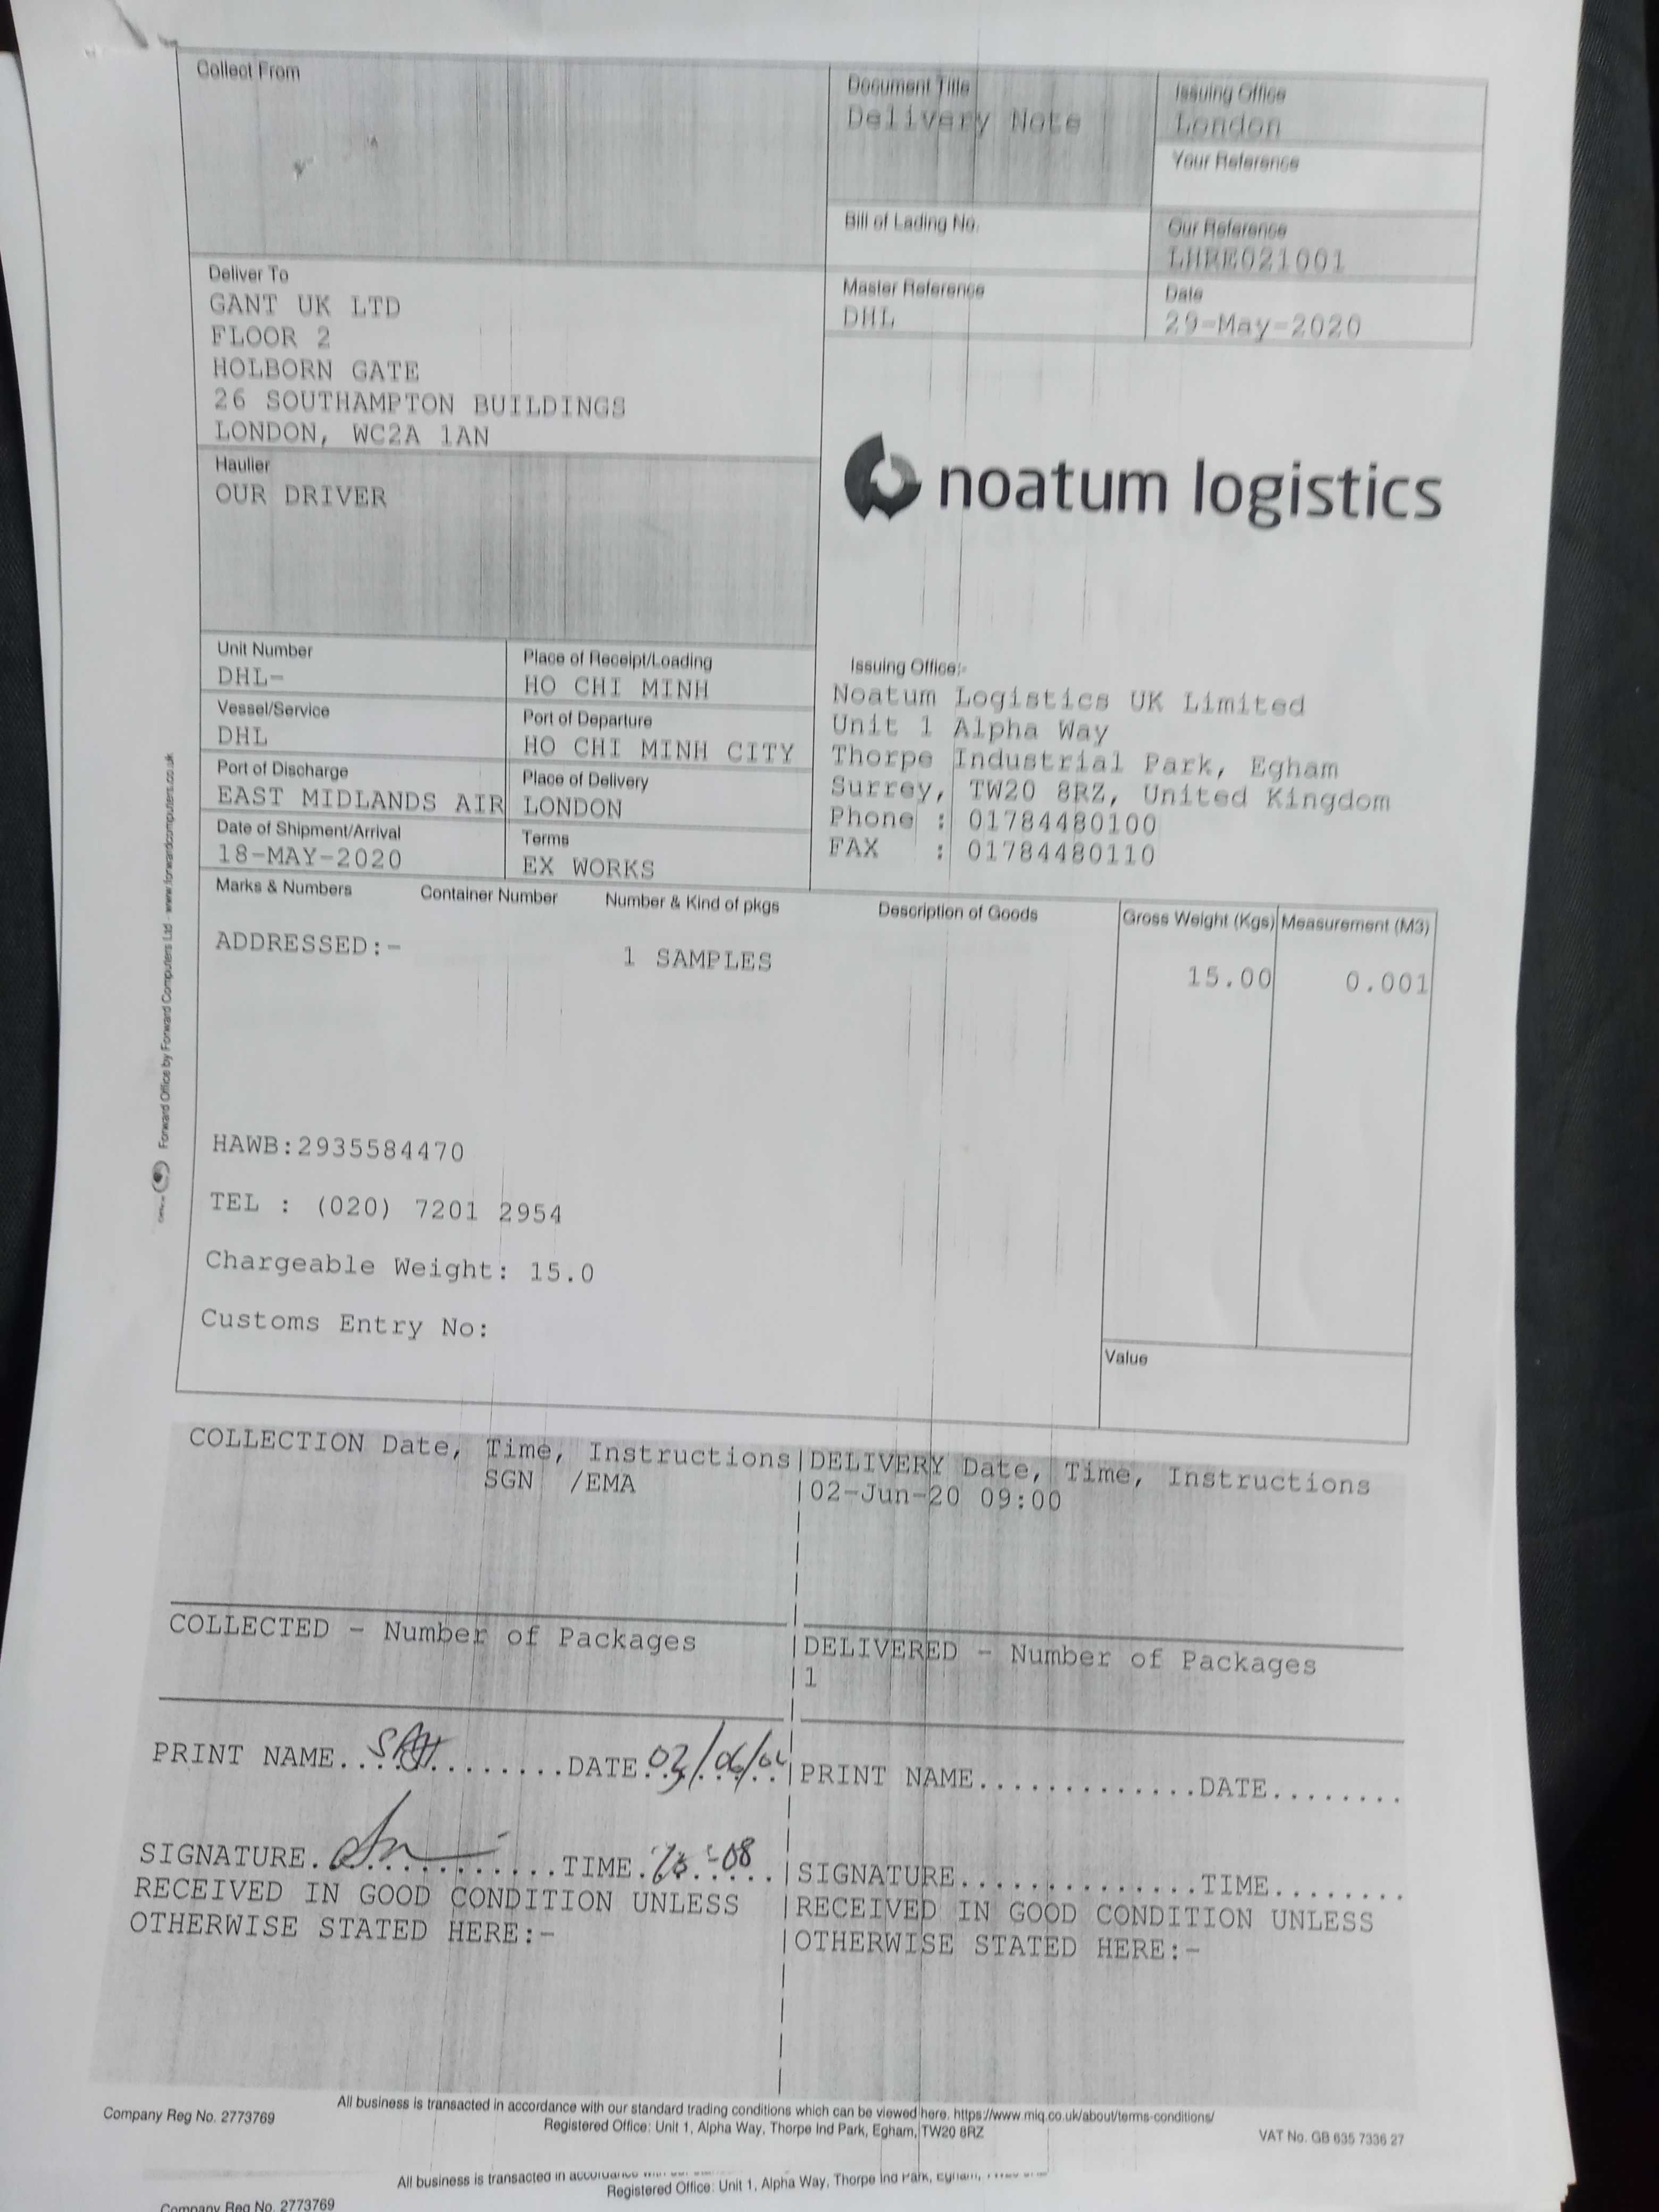 Collect From
Document Title
Delivery Note
Issuing Office
London
Your Reference
Bill of Lading No.
Our Reference
LHRE021001
Master Reference
DHL
Date
29-May-2020
Deliver To
GANT UK LTD
FLOOR 2
HOLBORN GATE
26 SOUTHAMPTON BUILDINGS
LONDON, WC2A 1AN
Haulier
OUR DRIVER
noatum logistics
Unit Number
DHL-
Place of Receipt/Loading
HO CHI MINH
Vessel/Service
DHL
Port of Departure
HO CHI MINH CITY
Port of Discharge
EAST MIDLANDS AIR
Place of Delivery
LONDON
Date of Shipment/Arrival
18-MAY-2020
Terms
EX WORKS
Issuing Office:-
Noatum Logistics UK Limited
Unit 1 Alpha Way
Thorpe Industrial Park, Egham
Surrey, TW20 8RZ, United Kingdom
Phone : 01784480100
FAX : 01784480110
Marks & Numbers Container Number Number & Kind of pkgs Description of Goods Gross Weight (Kgs) Measurement (M3)
ADDRESSED:- 1 SAMPLES 15.00 0.001
HAWB:2935584470
TEL : (020) 7201 2954
Chargeable Weight: 15.0
Customs Entry No:
Value
Forward Office by Forward Computers Ltd - www.forwardcomputers.co.uk
COLLECTION Date, Time, Instructions
SGN /EMA
DELIVERY Date, Time, Instructions
02-Jun-20 09:00
COLLECTED - Number of Packages
DELIVERED - Number of Packages
1
PRINT NAME.............DATE........
SIGNATURE..............TIME........
RECEIVED IN GOOD CONDITION UNLESS
OTHERWISE STATED HERE:-
PRINT NAME.............DATE........
SIGNATURE..............TIME........
RECEIVED IN GOOD CONDITION UNLESS
OTHERWISE STATED HERE:-
All business is transacted in accordance with our standard trading conditions which can be viewed here. https://www.miq.co.uk/about/terms-conditions/
Company Reg No. 2773769
Registered Office: Unit 1, Alpha Way, Thorpe Ind Park, Egham, TW20 8RZ
VAT No. GB 635 7336 27
All business is transacted in accordance
Registered Office: Unit 1, Alpha Way, Thorpe Ind Park, Egham,
Company Reg No. 2773769